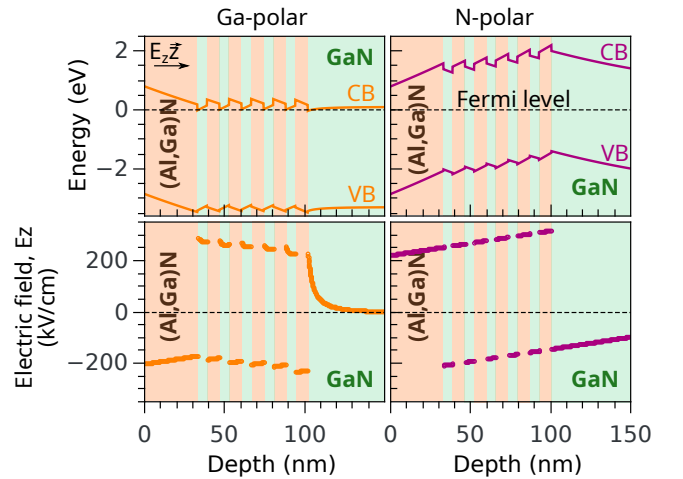 Ga-polar
N-polar
Energy (eV)
2
0
−2
E_z z⃗
GaN
CB
(Al,Ga)N
VB
CB
Fermi level
(Al,Ga)N
VB
GaN
Electric field, Ez
(kV/cm)
200
0
−200
(Al,Ga)N
GaN
(Al,Ga)N
GaN
0 50 100
0 50 100 150
Depth (nm)
Depth (nm)